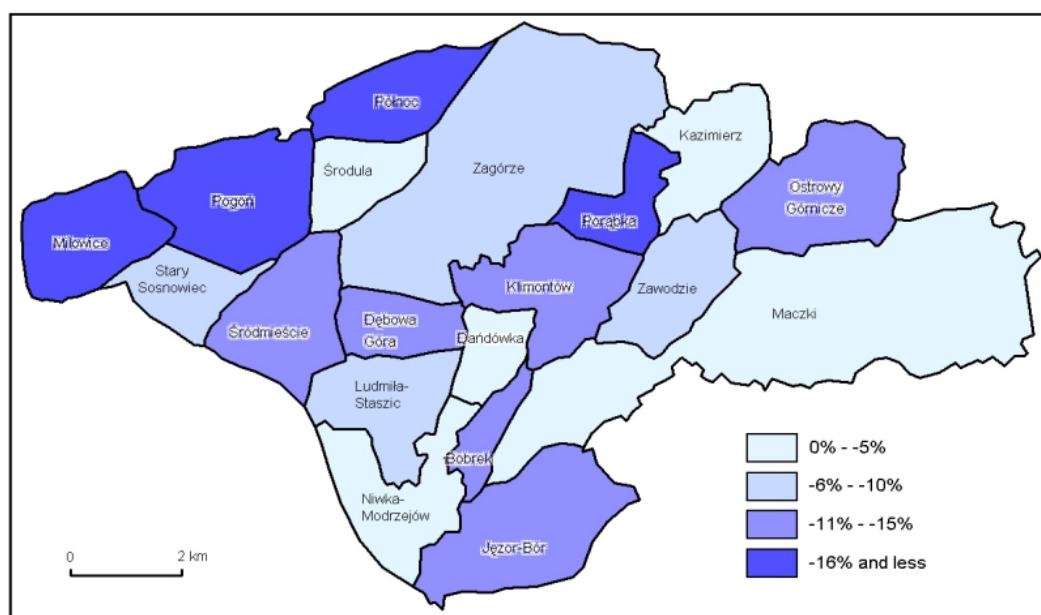 Północ
Kazimierz
Środula
Zagórze
Ostrowy
Górnicze
Pogoń
Porąbka
Milowice
Stary
Sosnowiec
Klimontów
Zawodzie
Maczki
Śródmieście
Dębowa
Góra
Dańdówka
Ludmiła-
Staszic
Bobrek
Niwka-
Modrzejów
Jęzor-Bór
0% - -5%
-6% - -10%
-11% - -15%
-16% and less
0 2 km